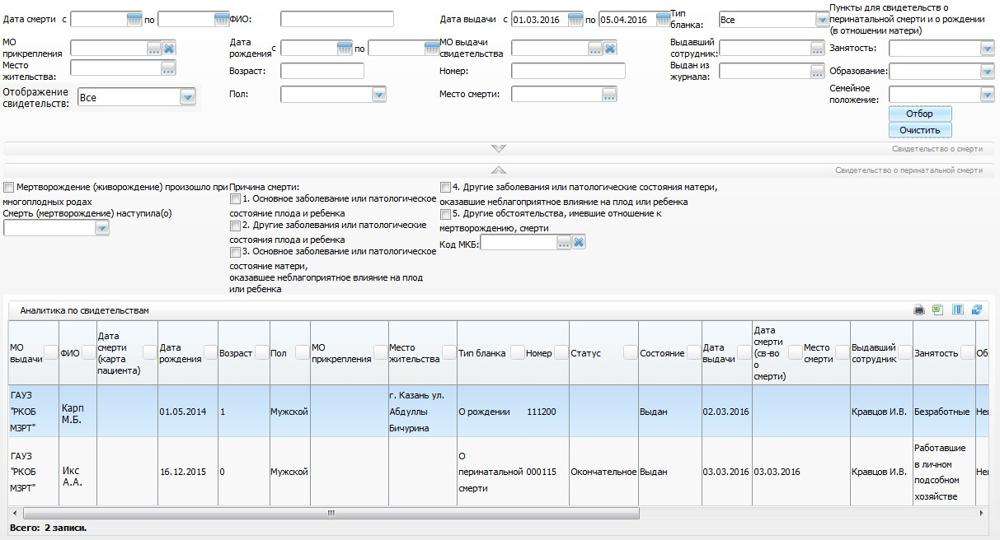 Дата смерти с по ФИО: Дата выдачи с 01.03.2016 по 05.04.2016 Тип бланка: Все
Пункты для свидетельств о
перинатальной смерти и о рождении
(в отношении матери)
МО прикрепления Дата рождения с по МО выдачи свидетельства Выдавший сотрудник: Занятость:
Место жительства: Возраст: Номер: Выдан из журнала: Образование:
Отображение свидетельств: Все Пол: Место смерти: Семейное положение:
Отбор
Очистить
Свидетельство о смерти
Свидетельство о перинатальной смерти
Мертворождение (живорождение) произошло при
многоплодных родах
Смерть (мертворождение) наступила(о)
Причина смерти:
1. Основное заболевание или патологическое
состояние плода и ребенка
2. Другие заболевания или патологические
состояния плода и ребенка
3. Основное заболевание или патологическое
состояние матери,
оказавшее неблагоприятное влияние на плод
или ребенка
4. Другие заболевания или патологические состояния матери,
оказавшие неблагоприятное влияние на плод или ребенка
5. Другие обстоятельства, имевшие отношение к
мертворождению, смерти
Код МКБ:
Аналитика по свидетельствам
МО выдачи ФИО Дата смерти (карта пациента) Дата рождения Возраст Пол МО прикрепления Место жительства Тип бланка Номер Статус Состояние Дата выдачи Дата смерти (св-во о смерти) Место смерти Выдавший сотрудник Занятость Об
ГАУЗ "РКОБ МЗРТ" Карп М.Б. 01.05.2014 1 Мужской г. Казань ул. Абдуллы Бичурина О рождении 111200 Выдан 02.03.2016 Кравцов И.В. Безработные Не
ГАУЗ "РКОБ МЗРТ" Икс А.А. 16.12.2015 0 Мужской О перинатальной смерти 000115 Окончательное Выдан 03.03.2016 03.03.2016 Кравцов И.В. Работавшие в личном подсобном хозяйстве Не
Всего: 2 записи.